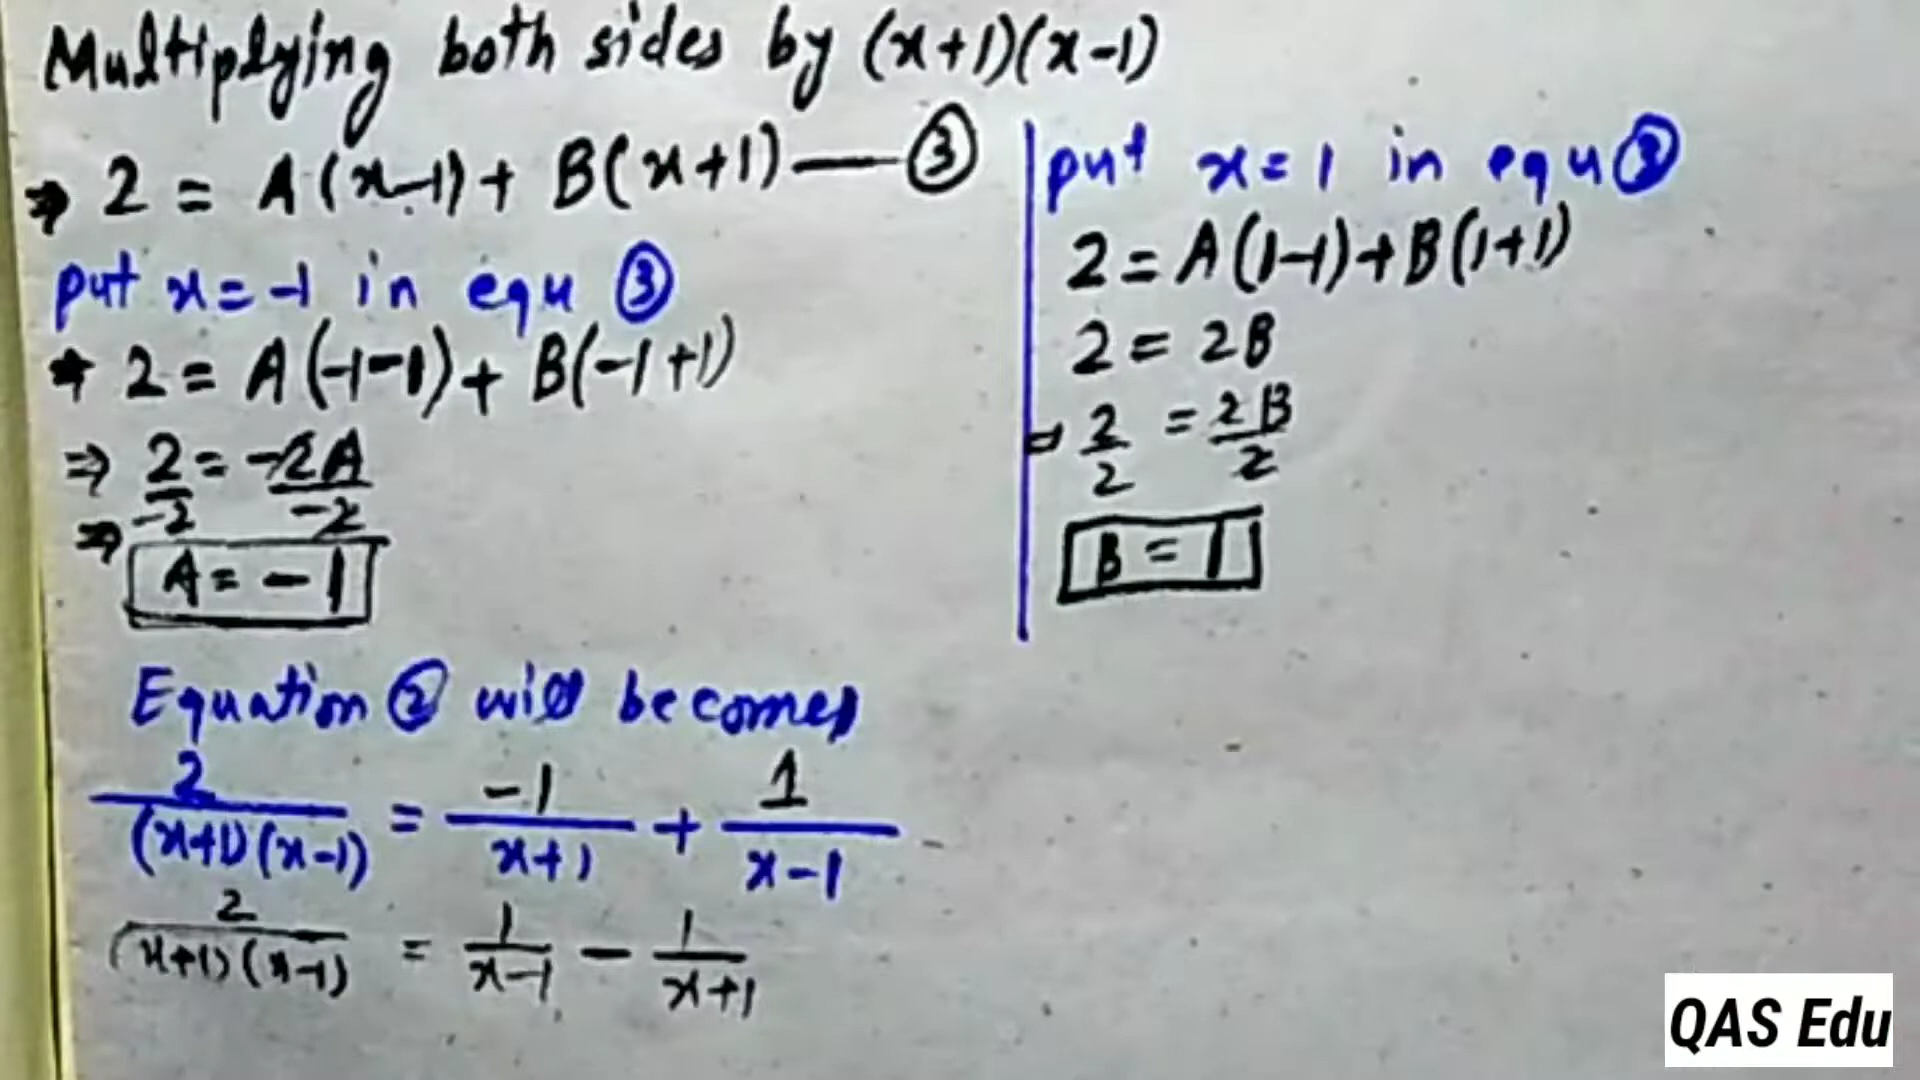 Multiplying both sides by (x+1)(x-1)
⇒ 2 = A(x-1) + B(x+1) — ③
put x=-1 in equ ③
⇒ 2 = A(-1-1) + B(-1+1)
⇒ 2/-2 = -2A/-2
⇒ A = -1
put x=1 in equ ③
2 = A(1-1) + B(1+1)
2 = 2B
⇒ 2/2 = 2B/2
B = 1
Equation ② will becomes
2/(x+1)(x-1) = -1/x+1 + 1/x-1
2/(x+1)(x-1) = 1/x-1 - 1/x+1
QAS Edu